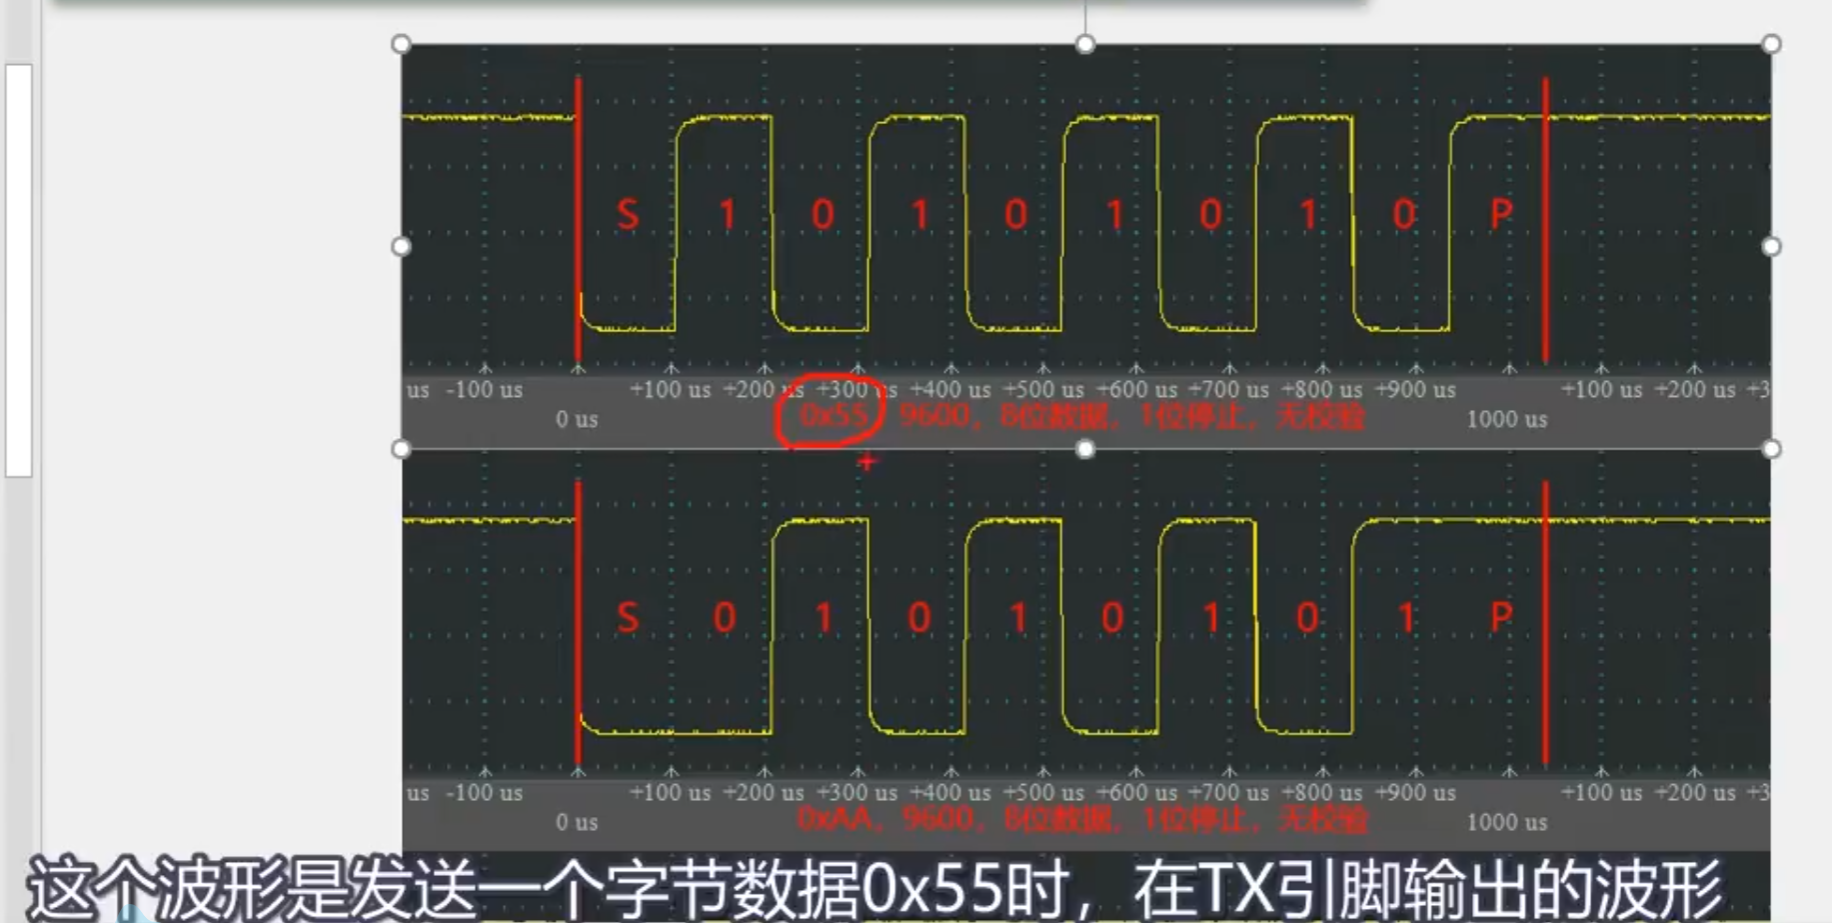 S 1 0 1 0 1 0 1 0 P
us -100 us +100 us +200 us +300 us +400 us +500 us +600 us +700 us +800 us +900 us +100 us +200 us +3
0 us 1000 us
0x55，9600，8位数据，1位停止，无校验
S 0 1 0 1 0 1 0 1 P
us -100 us +100 us +200 us +300 us +400 us +500 us +600 us +700 us +800 us +900 us +100 us +200 us +3
0 us 1000 us
0xAA，9600，8位数据，1位停止，无校验
这个波形是发送一个字节数据0x55时，在TX引脚输出的波形